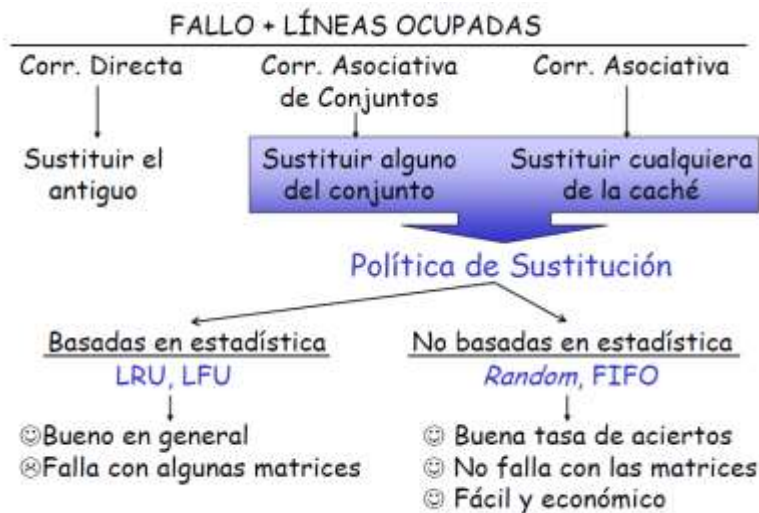 FALLO + LÍNEAS OCUPADAS
Corr. Directa
Corr. Asociativa
de Conjuntos
Corr. Asociativa
Sustituir el
antiguo
Sustituir alguno
del conjunto
Sustituir cualquiera
de la caché
Política de Sustitución
Basadas en estadística
LRU, LFU
☺Bueno en general
☹Falla con algunas matrices
No basadas en estadística
Random, FIFO
☺ Buena tasa de aciertos
☺ No falla con las matrices
☺ Fácil y económico